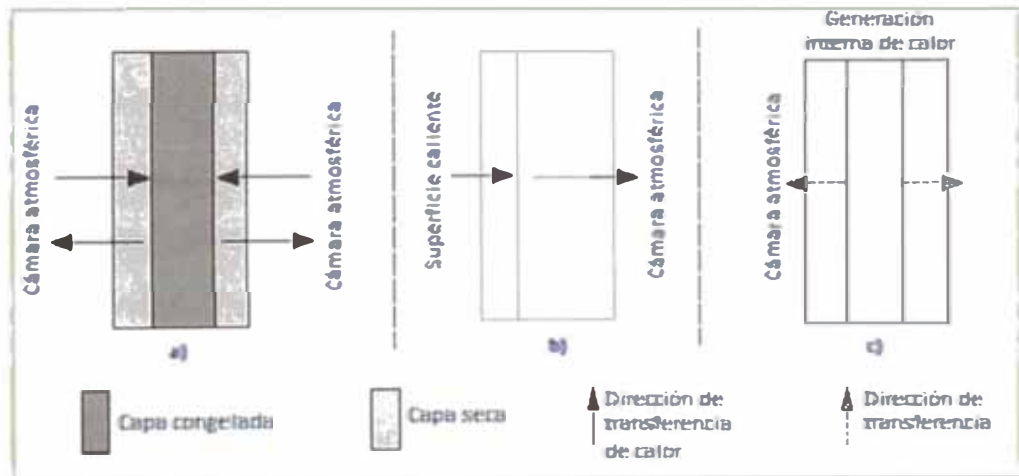 Generación
interna de calor
Cámara atmosférica
Cámara atmosférica
Superficie caliente
Cámara atmosférica
Cámara atmosférica
a)
b)
c)
Capa congelada
Capa seca
Dirección de
transferencia
de calor
Dirección de
transferencia